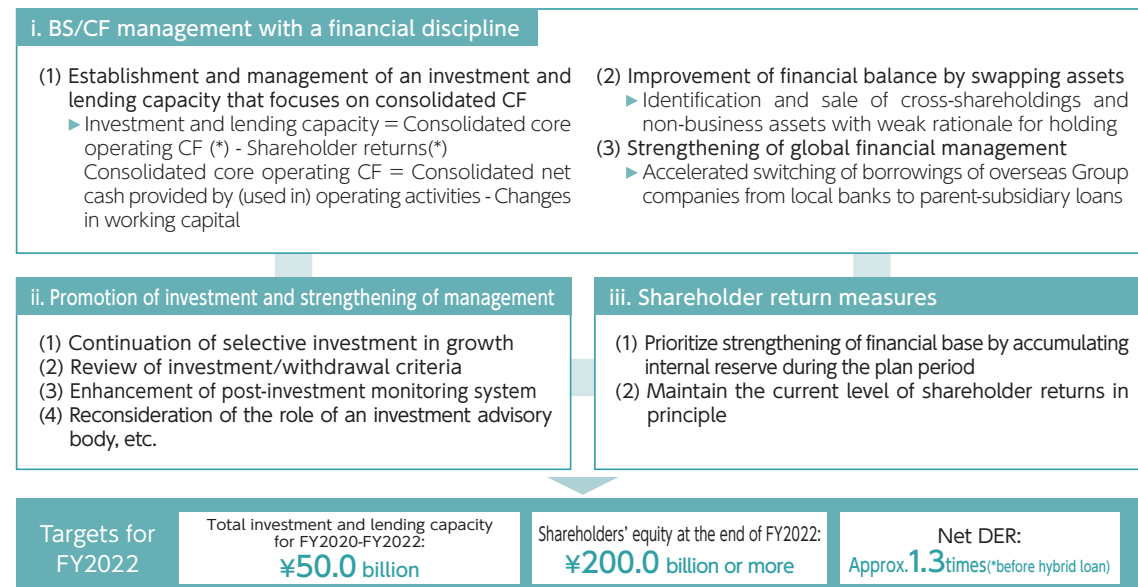 i. BS/CF management with a financial discipline
(1) Establishment and management of an investment and
lending capacity that focuses on consolidated CF
▶ Investment and lending capacity = Consolidated core
operating CF (*) - Shareholder returns(*)
Consolidated core operating CF = Consolidated net
cash provided by (used in) operating activities - Changes
in working capital
(2) Improvement of financial balance by swapping assets
▶ Identification and sale of cross-shareholdings and
non-business assets with weak rationale for holding
(3) Strengthening of global financial management
▶ Accelerated switching of borrowings of overseas Group
companies from local banks to parent-subsidiary loans
ii. Promotion of investment and strengthening of management
(1) Continuation of selective investment in growth
(2) Review of investment/withdrawal criteria
(3) Enhancement of post-investment monitoring system
(4) Reconsideration of the role of an investment advisory
body, etc.
iii. Shareholder return measures
(1) Prioritize strengthening of financial base by accumulating
internal reserve during the plan period
(2) Maintain the current level of shareholder returns in
principle
Targets for
FY2022
Total investment and lending capacity
for FY2020-FY2022:
¥50.0 billion
Shareholders' equity at the end of FY2022:
¥200.0 billion or more
Net DER:
Approx.1.3times(*before hybrid loan)